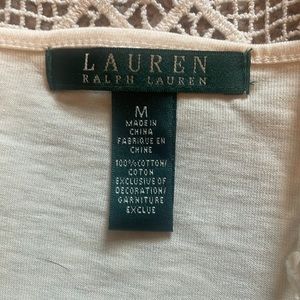 LAUREN
RALPH LAUREN
M
MADE IN
CHINA
FABRIQUE EN
CHINE
100%COTTON/
COTON
EXCLUSIVE OF
DECORATION/
GARNITURE
EXCLUE